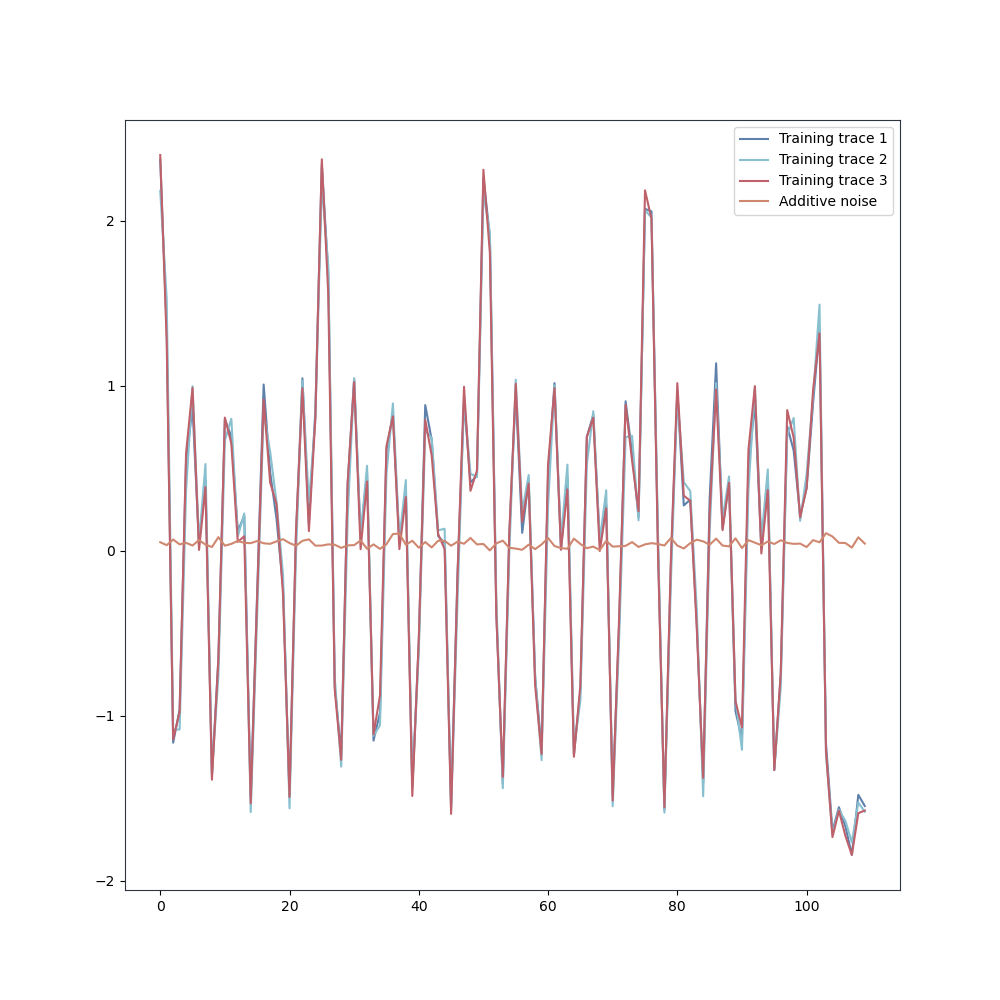 Training trace 1
Training trace 2
Training trace 3
Additive noise
2
1
0
−1
−2
0 20 40 60 80 100